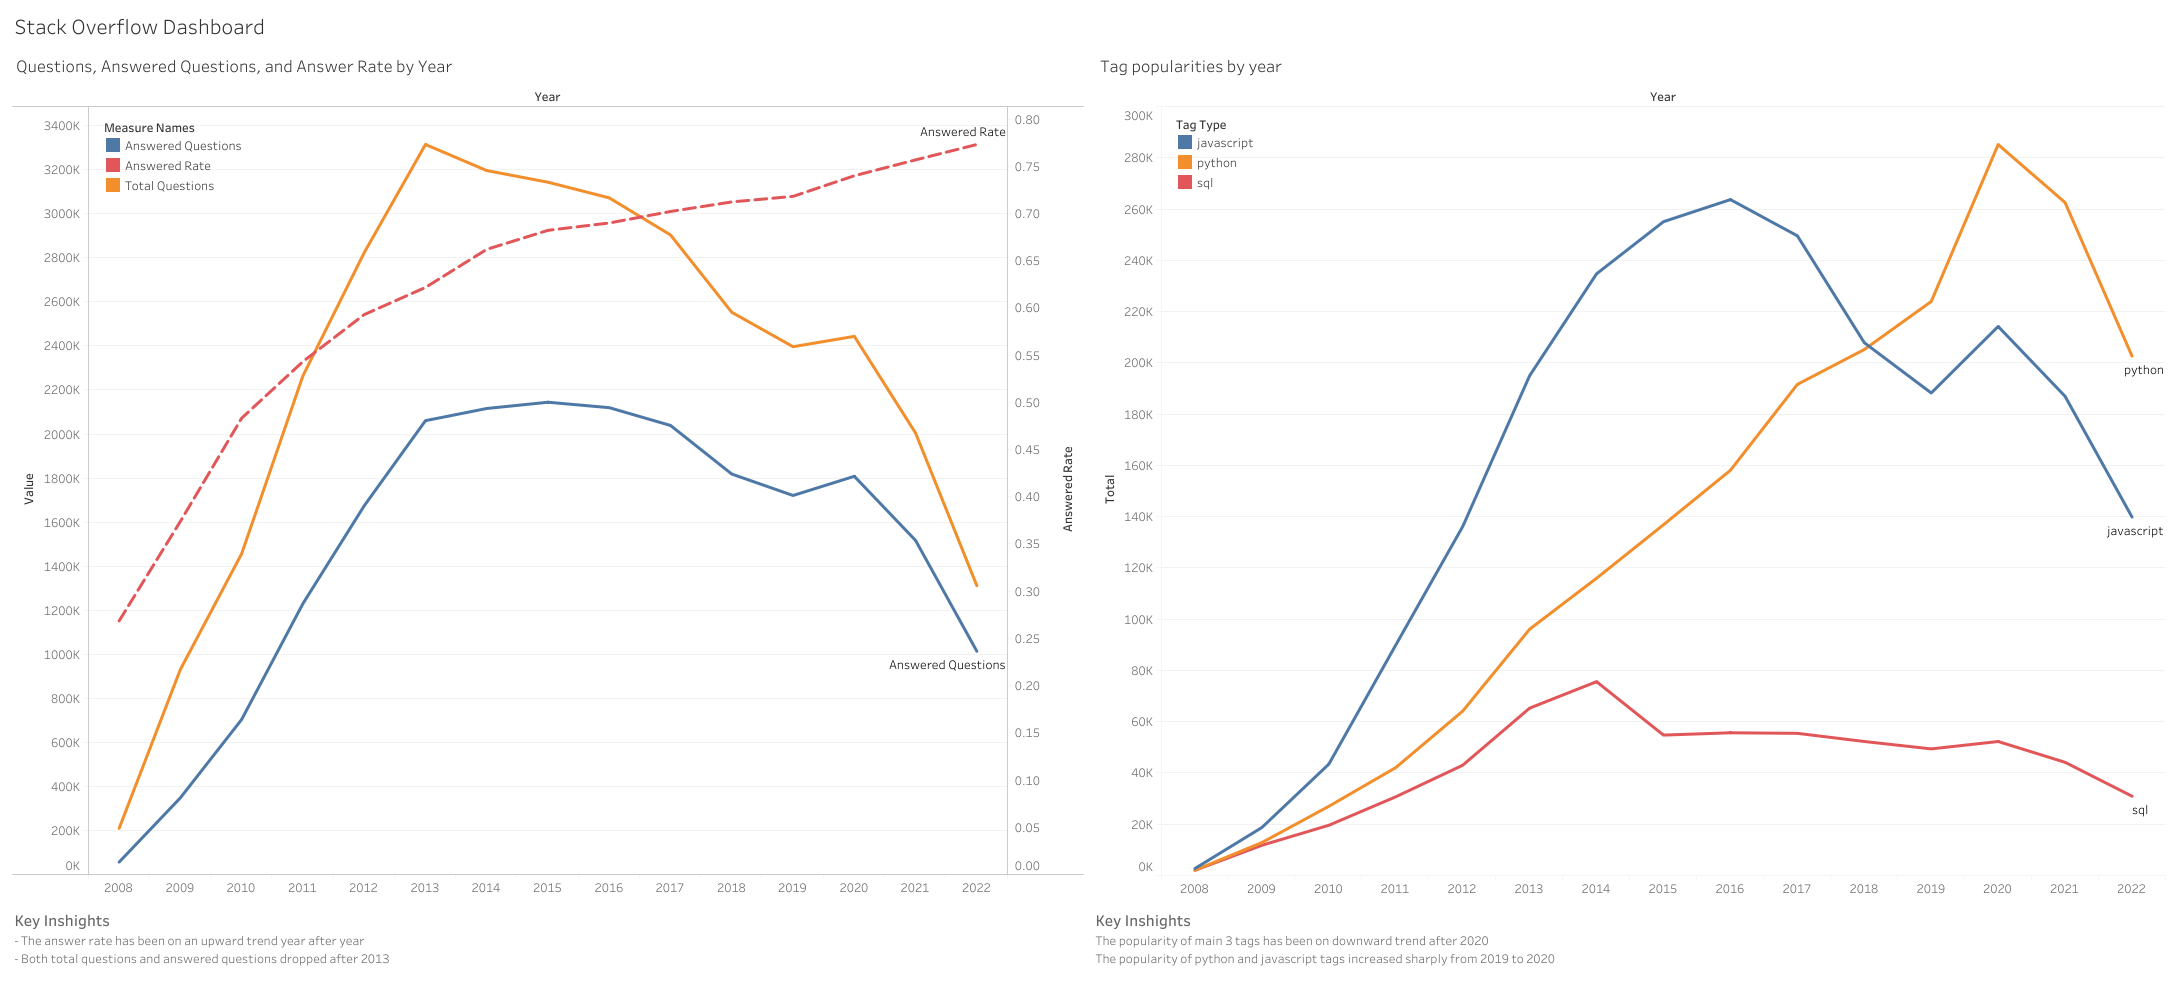 Stack Overflow Dashboard
Questions, Answered Questions, and Answer Rate by Year
Year
Measure Names
Answered Questions
Answered Rate
Total Questions
3400K
3200K
3000K
2800K
2600K
2400K
2200K
2000K
1800K
1600K
1400K
1200K
1000K
800K
600K
400K
200K
0K
Value
Answered Rate
Answered Questions
0.80
0.75
0.70
0.65
0.60
0.55
0.50
0.45
0.40
0.35
0.30
0.25
0.20
0.15
0.10
0.05
0.00
Answered Rate
2008 2009 2010 2011 2012 2013 2014 2015 2016 2017 2018 2019 2020 2021 2022
Key Inshights
- The answer rate has been on an upward trend year after year
- Both total questions and answered questions dropped after 2013
Tag popularities by year
Year
Tag Type
javascript
python
sql
300K
280K
260K
240K
220K
200K
180K
160K
140K
120K
100K
80K
60K
40K
20K
0K
Total
python
javascript
sql
2008 2009 2010 2011 2012 2013 2014 2015 2016 2017 2018 2019 2020 2021 2022
Key Inshights
The popularity of main 3 tags has been on downward trend after 2020
The popularity of python and javascript tags increased sharply from 2019 to 2020